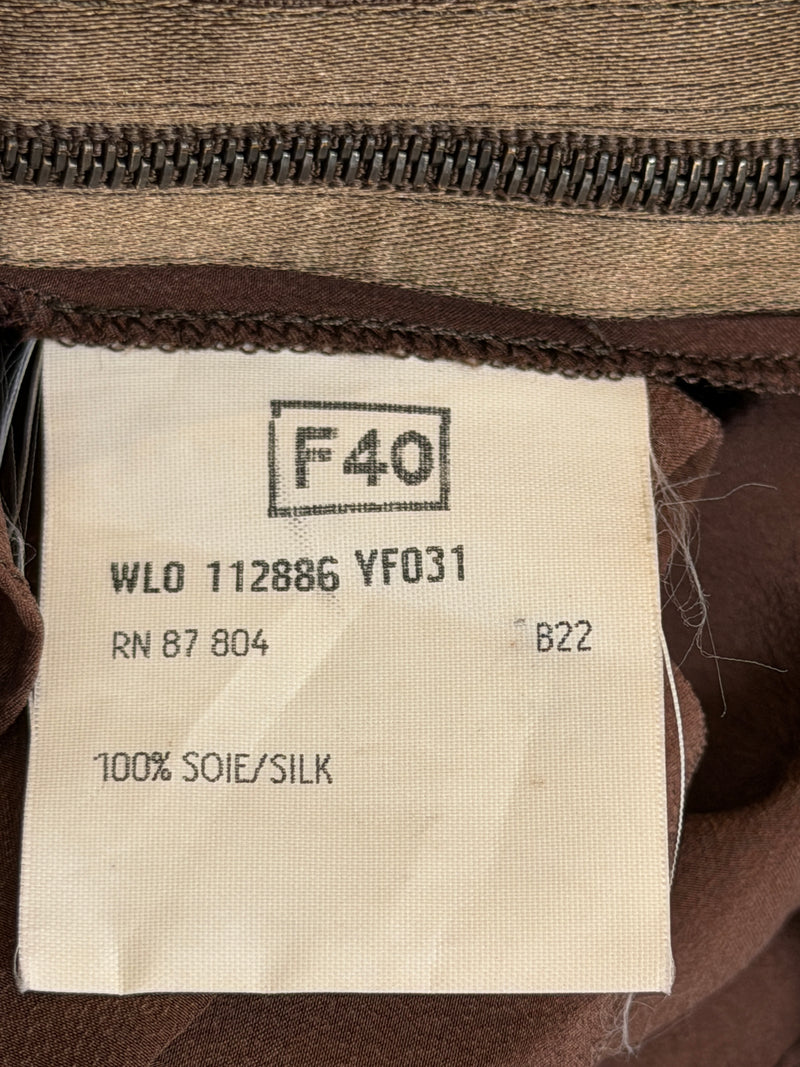 F40
WLO 112886 YF031
RN 87 804 B22
100% SOIE/SILK